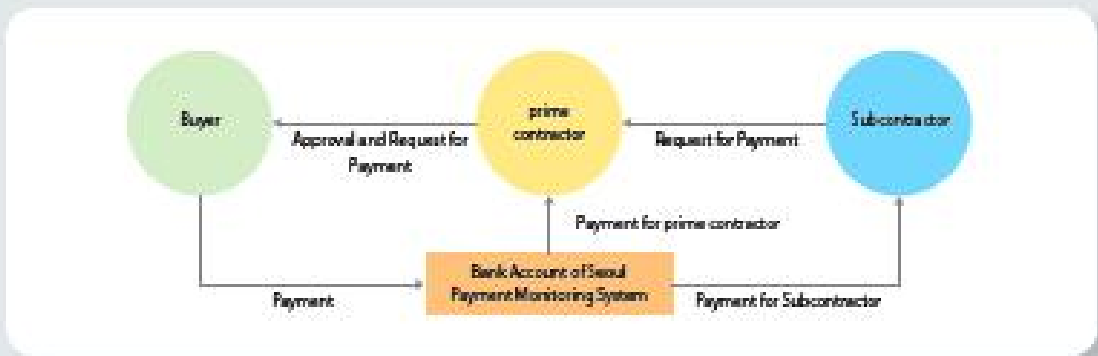 Buyer
prime
contractor
Subcontractor
Approval and Request for
Payment
Request for Payment
Payment for prime contractor
Bank Account of Seoul
Payment Monitoring System
Payment
Payment for Subcontractor